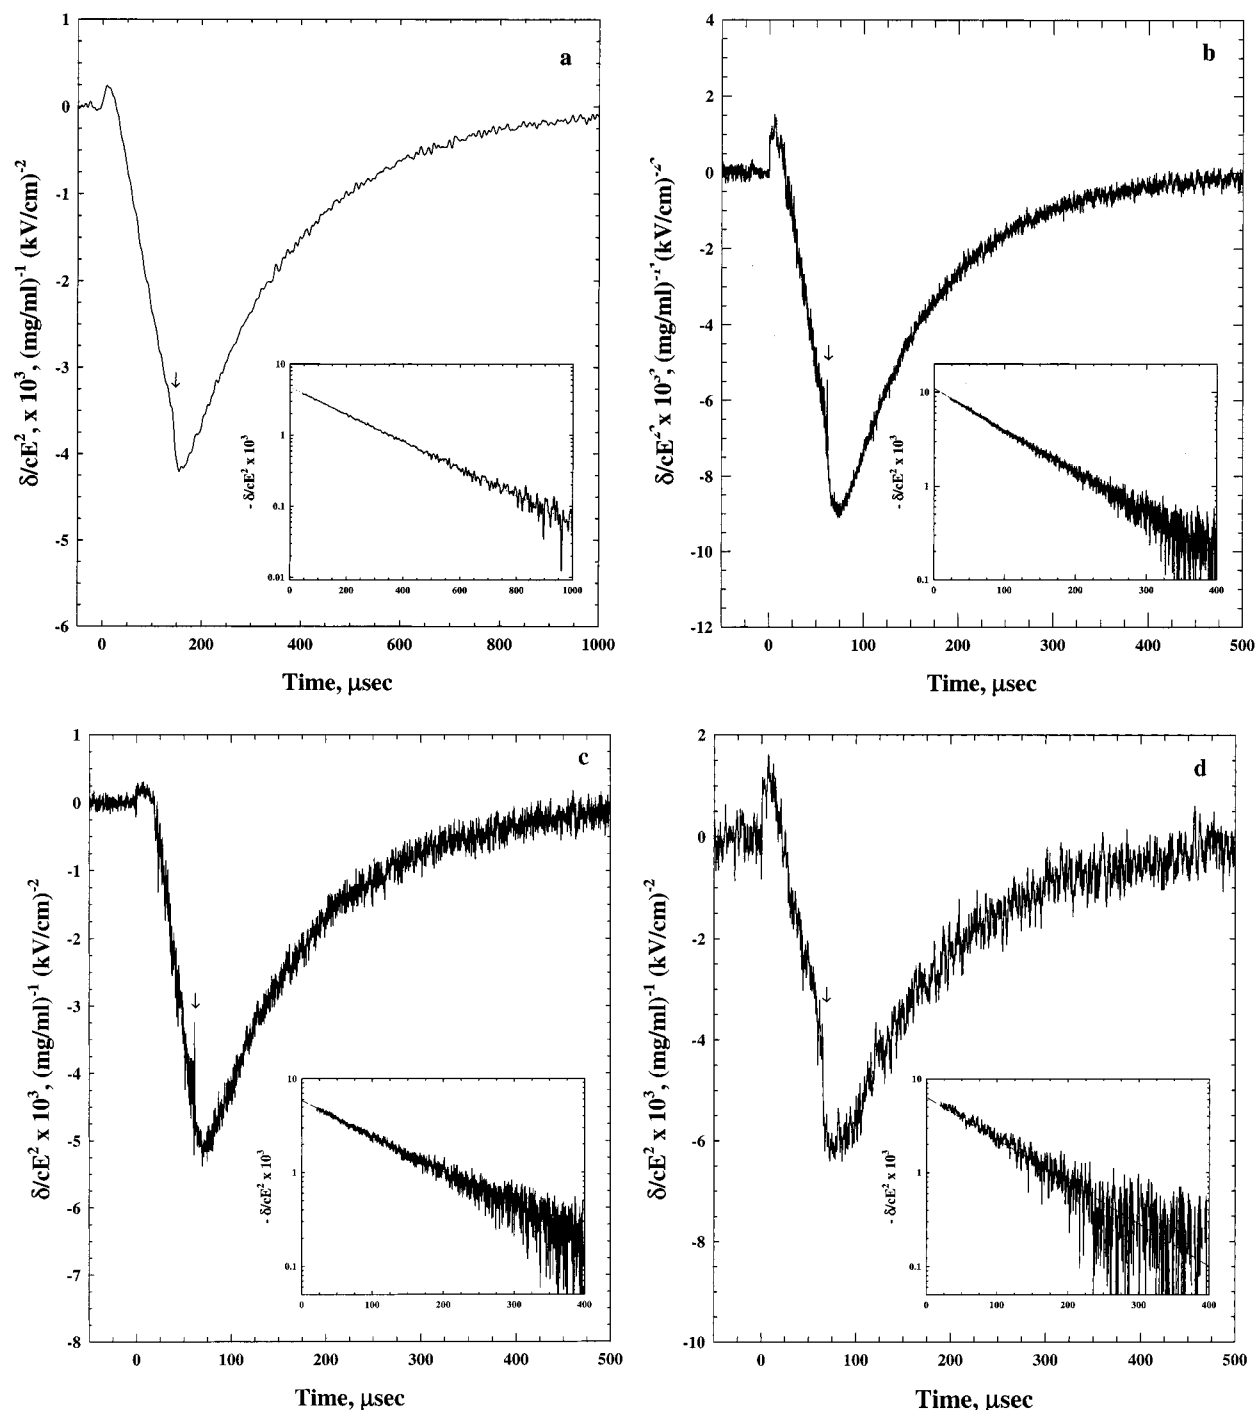 a
δ/cE², x 10³, (mg/ml)⁻¹ (kV/cm)⁻²
1
0
-1
-2
-3
-4
-5
-6
0 200 400 600 800 1000
Time, μsec
- δ/cE² x 10³
10
1
0.1
0.01
0 200 400 600 800 1000
b
δ/cE² x 10³, (mg/ml)⁻¹ (kV/cm)⁻²
4
2
0
-2
-4
-6
-8
-10
-12
0 100 200 300 400 500
Time, μsec
- δ/cE² x 10³
10
1
0.1
0 100 200 300 400
c
δ/cE² x 10³, (mg/ml)⁻¹ (kV/cm)⁻²
1
0
-1
-2
-3
-4
-5
-6
-7
-8
0 100 200 300 400 500
Time, μsec
- δ/cE² x 10³
10
1
0.1
0 100 200 300 400
d
δ/cE² x 10³, (mg/ml)⁻¹ (kV/cm)⁻²
2
0
-2
-4
-6
-8
-10
0 100 200 300 400 500
Time, μsec
- δ/cE² x 10³
10
1
0.1
0 100 200 300 400